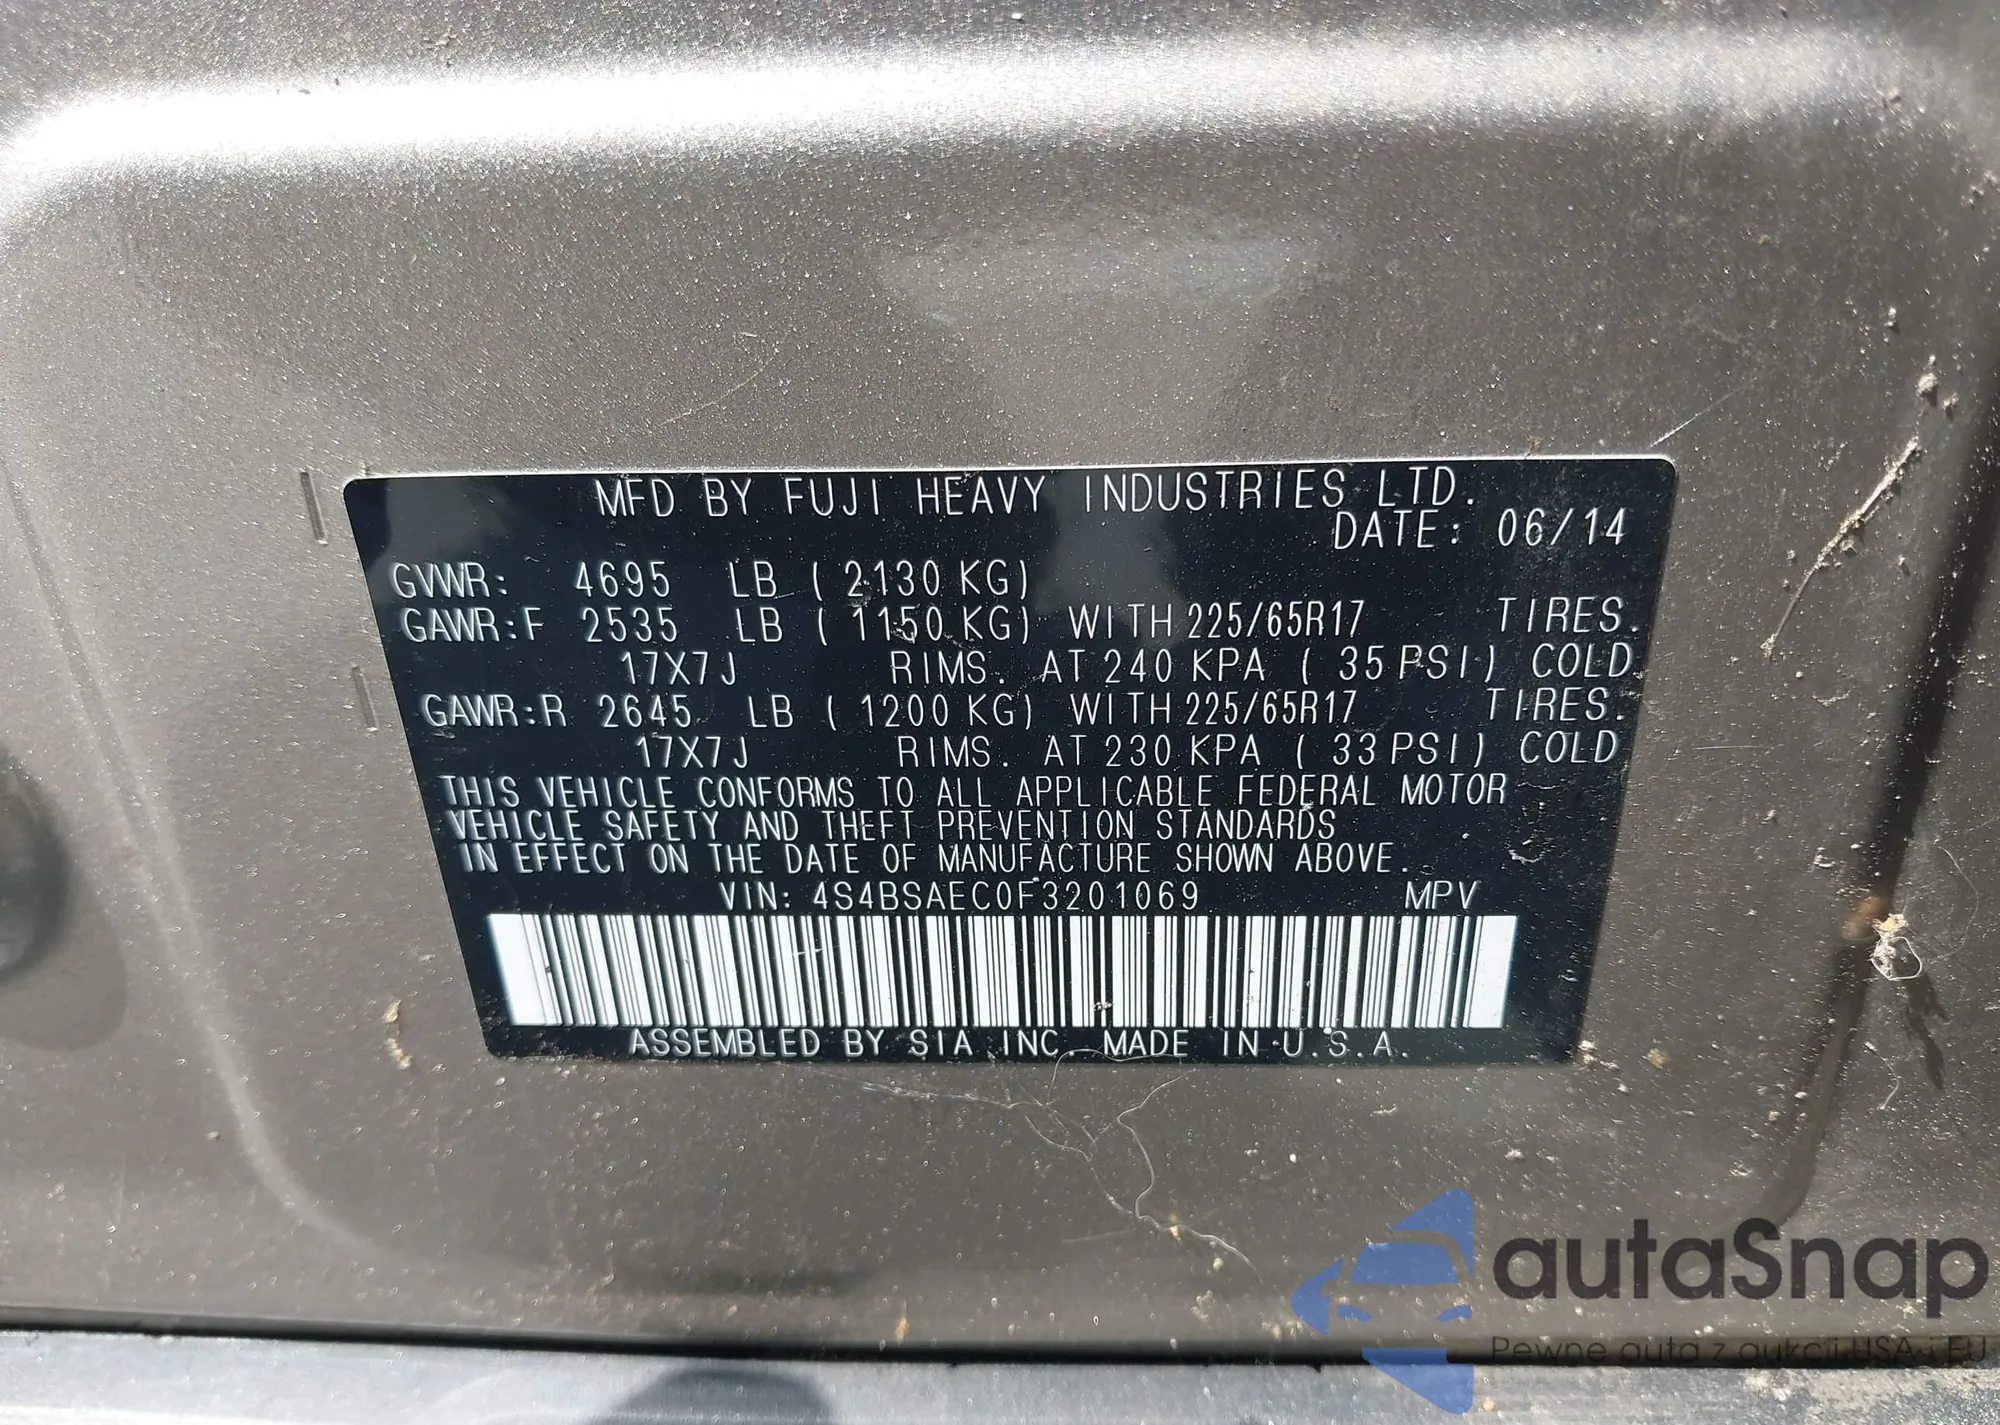 MFD BY FUJI HEAVY INDUSTRIES LTD.
DATE: 06/14
GVWR: 4695 LB ( 2130 KG)
GAWR:F 2535 LB ( 1150 KG) WITH 225/65R17 TIRES.
17X7J RIMS. AT 240 KPA ( 35 PSI) COLD
GAWR:R 2645 LB ( 1200 KG) WITH 225/65R17 TIRES.
17X7J RIMS. AT 230 KPA ( 33 PSI) COLD
THIS VEHICLE CONFORMS TO ALL APPLICABLE FEDERAL MOTOR
VEHICLE SAFETY AND THEFT PREVENTION STANDARDS
IN EFFECT ON THE DATE OF MANUFACTURE SHOWN ABOVE.
VIN: 4S4BSAEC0F3201069 MPV
ASSEMBLED BY SIA INC. MADE IN U.S.A.
autaSnap
Pewne auta z aukcji USA i EU